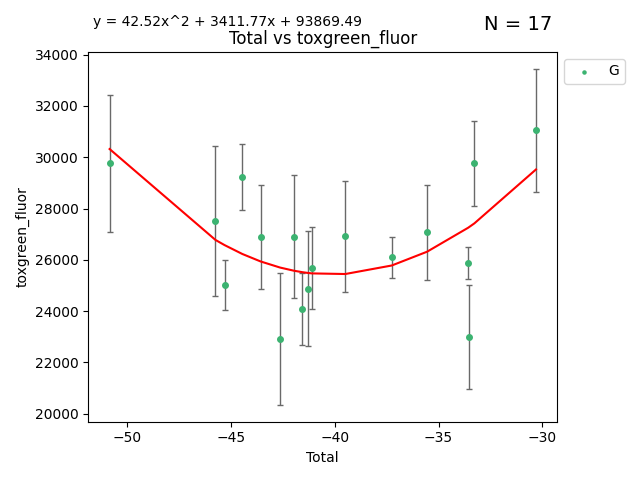 y = 42.52x^2 + 3411.77x + 93869.49
N = 17
Total vs toxgreen_fluor
G
34000
32000
30000
28000
26000
24000
22000
20000
toxgreen_fluor
−50
−45
−40
−35
−30
Total